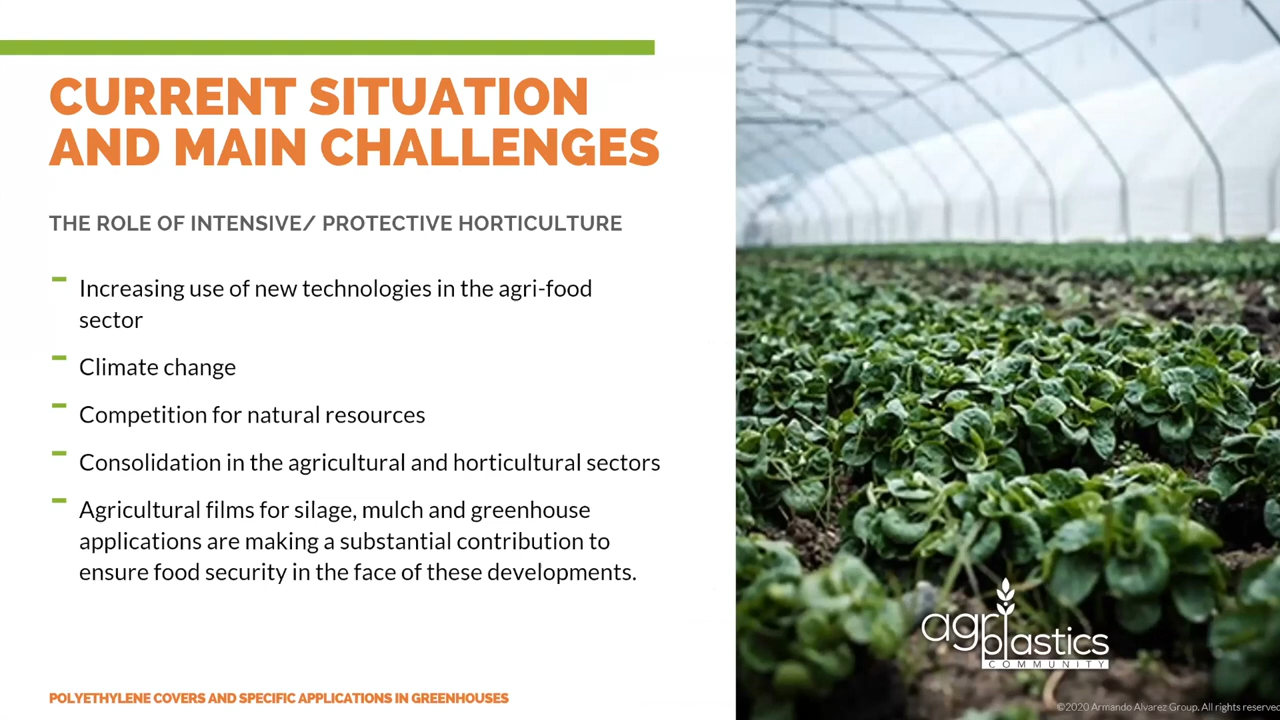 CURRENT SITUATION
AND MAIN CHALLENGES
THE ROLE OF INTENSIVE/ PROTECTIVE HORTICULTURE
Increasing use of new technologies in the agri-food
sector
Climate change
Competition for natural resources
Consolidation in the agricultural and horticultural sectors
Agricultural films for silage, mulch and greenhouse
applications are making a substantial contribution to
ensure food security in the face of these developments.
agriplastics
COMMUNITY
POLYETHYLENE COVERS AND SPECIFIC APPLICATIONS IN GREENHOUSES
©2020 Armando Alvarez Group. All rights reserved